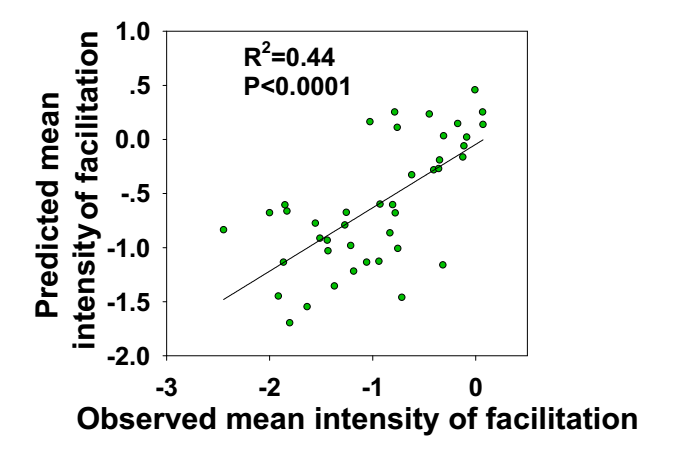 R²=0.44
P<0.0001
Predicted mean
intensity of facilitation
1.0
.5
0.0
-.5
-1.0
-1.5
-2.0
-3 -2 -1 0
Observed mean intensity of facilitation